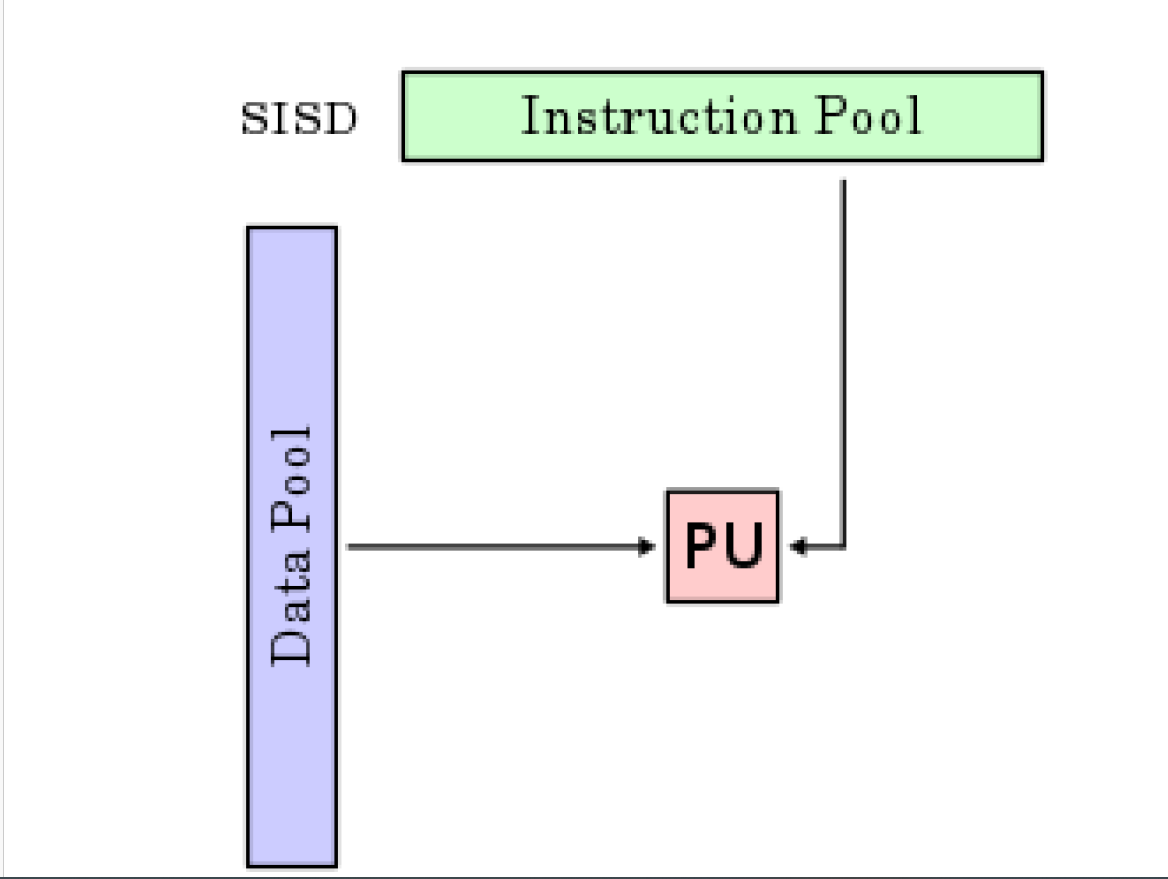 SISD
Instruction Pool
Data Pool
PU